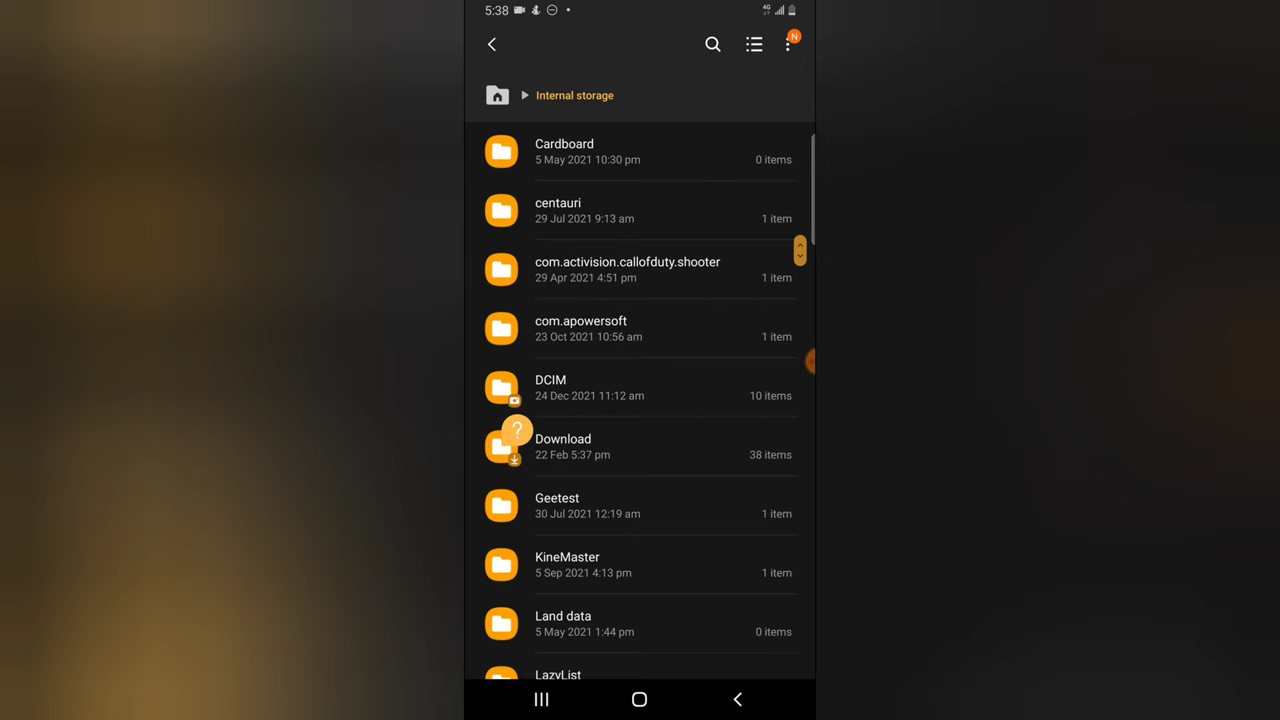 5:38
4G
N
Internal storage
Cardboard
5 May 2021 10:30 pm
0 items
centauri
29 Jul 2021 9:13 am
1 item
com.activision.callofduty.shooter
29 Apr 2021 4:51 pm
1 item
com.apowersoft
23 Oct 2021 10:56 am
1 item
DCIM
24 Dec 2021 11:12 am
10 items
?
Download
22 Feb 5:37 pm
38 items
Geetest
30 Jul 2021 12:19 am
1 item
KineMaster
5 Sep 2021 4:13 pm
1 item
Land data
5 May 2021 1:44 pm
0 items
LazyList